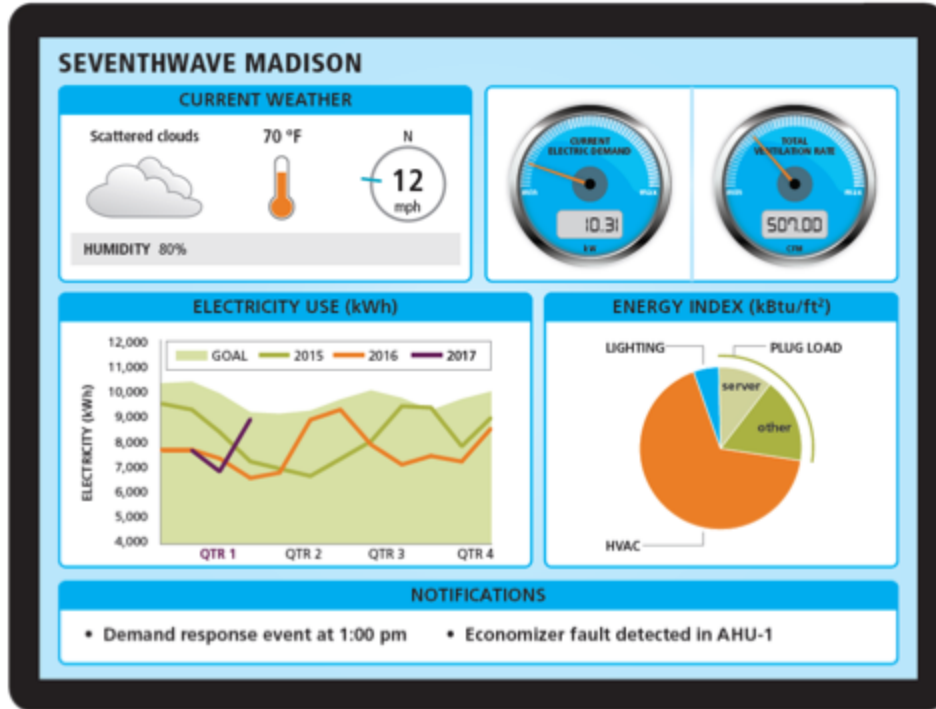 SEVENTHWAVE MADISON
CURRENT WEATHER
Scattered clouds
70 °F
N
12
mph
HUMIDITY 80%
CURRENT
ELECTRIC DEMAND
min
max
10.31
kW
TOTAL
VENTILATION RATE
min
max
507.00
CFM
ELECTRICITY USE (kWh)
GOAL 2015 2016 2017
ELECTRICITY (kWh)
12,000
11,000
10,000
9,000
8,000
7,000
6,000
5,000
4,000
QTR 1 QTR 2 QTR 3 QTR 4
ENERGY INDEX (kBtu/ft²)
LIGHTING
PLUG LOAD
server
other
HVAC
NOTIFICATIONS
• Demand response event at 1:00 pm • Economizer fault detected in AHU-1